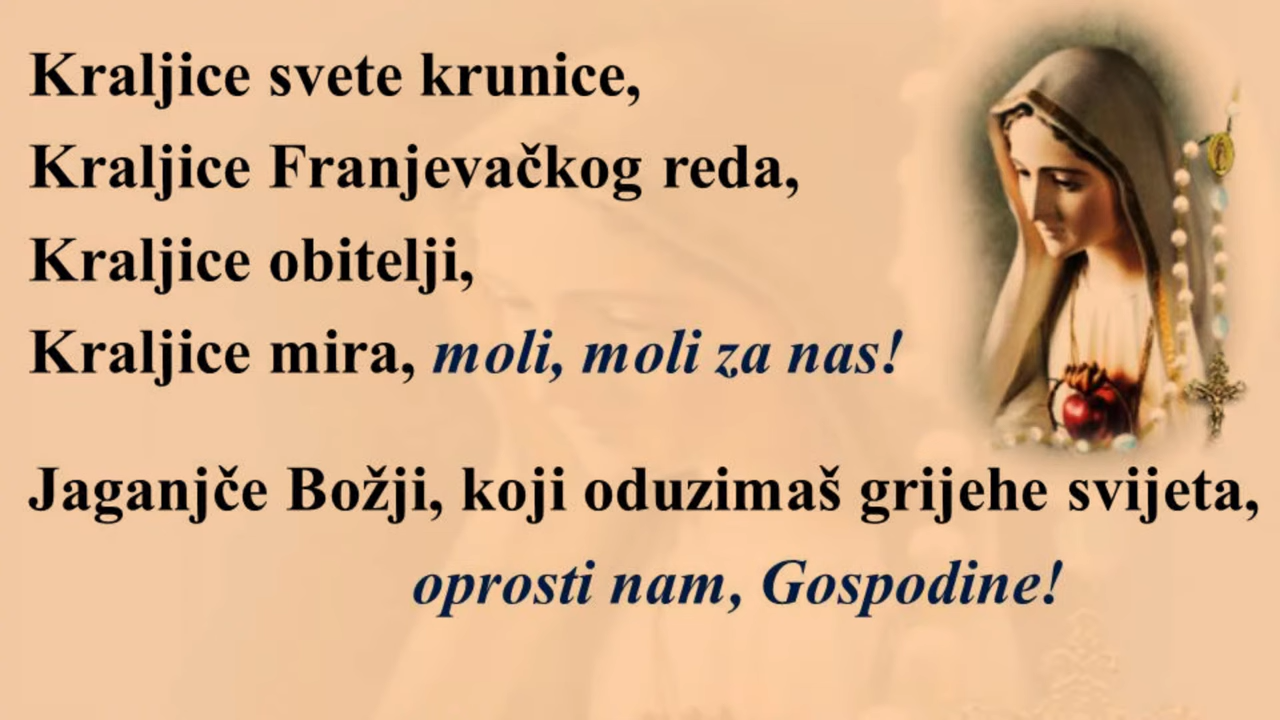 Kraljice svete krunice,
Kraljice Franjevačkog reda,
Kraljice obitelji,
Kraljice mira, moli, moli za nas!
Jaganjče Božji, koji oduzimaš grijehe svijeta,
oprosti nam, Gospodine!